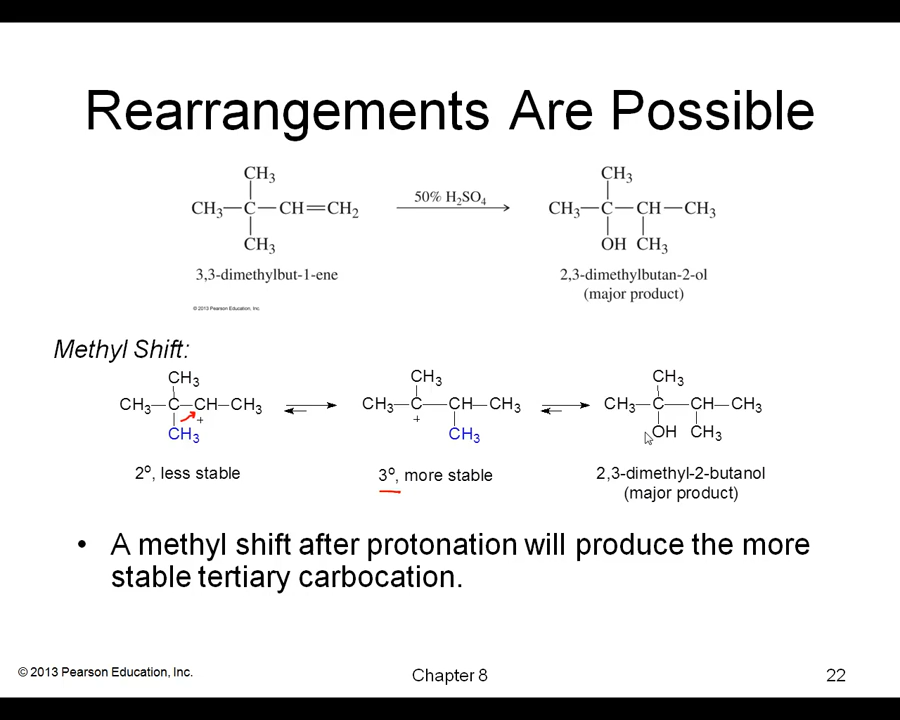 Rearrangements Are Possible
CH₃
CH₃—C—CH=CH₂
CH₃
3,3-dimethylbut-1-ene
50% H₂SO₄
CH₃
CH₃—C—CH—CH₃
OH CH₃
2,3-dimethylbutan-2-ol
(major product)
© 2013 Pearson Education, Inc.
Methyl Shift:
CH₃
CH₃—C—CH—CH₃
+
CH₃
2º, less stable
CH₃
CH₃—C—CH—CH₃
+
CH₃
3º, more stable
CH₃
CH₃—C—CH—CH₃
OH CH₃
2,3-dimethyl-2-butanol
(major product)
• A methyl shift after protonation will produce the more
stable tertiary carbocation.
© 2013 Pearson Education, Inc.
Chapter 8
22